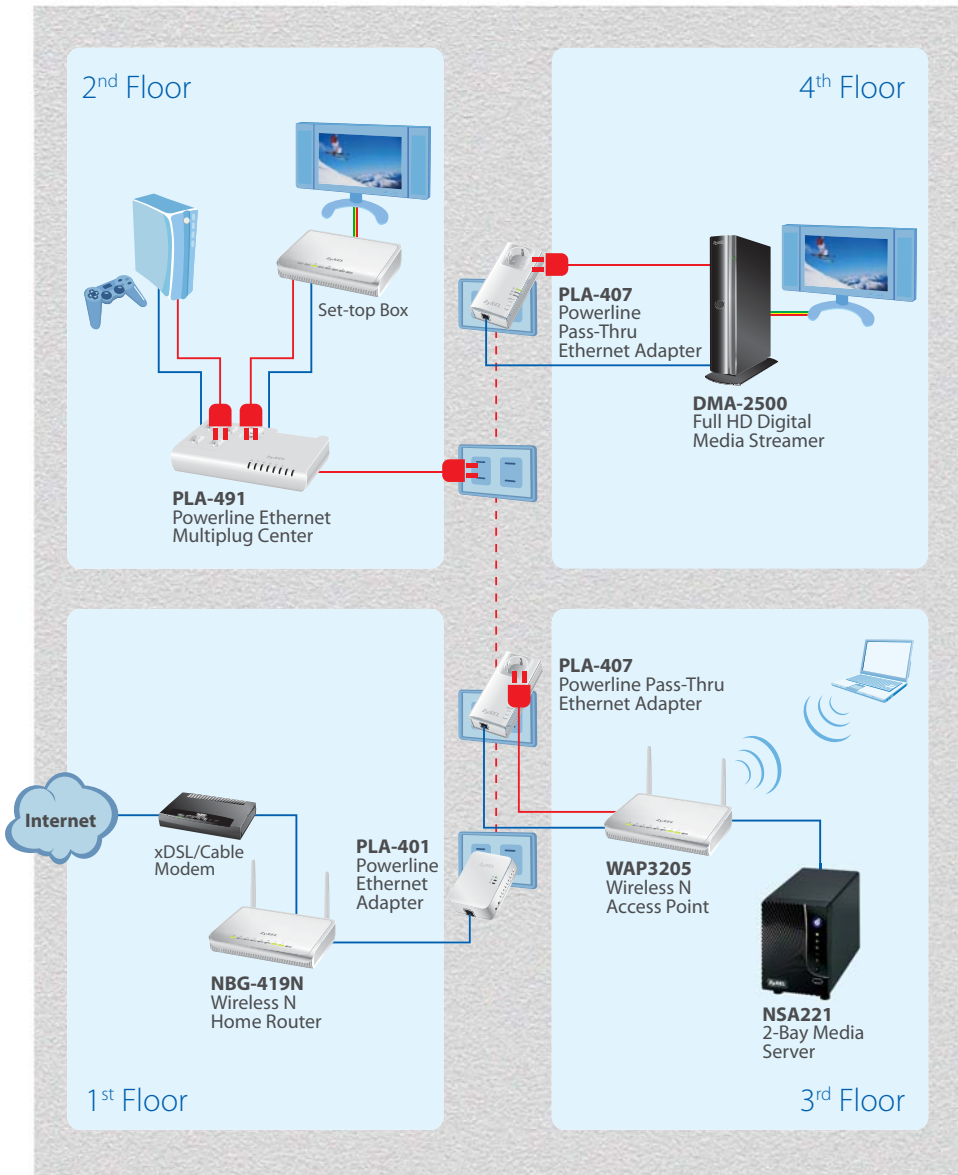 2nd Floor
Set-top Box
PLA-491
Powerline Ethernet
Multiplug Center
4th Floor
PLA-407
Powerline
Pass-Thru
Ethernet Adapter
DMA-2500
Full HD Digital
Media Streamer
Internet
xDSL/Cable
Modem
NBG-419N
Wireless N
Home Router
PLA-401
Powerline
Ethernet
Adapter
1st Floor
PLA-407
Powerline Pass-Thru
Ethernet Adapter
WAP3205
Wireless N
Access Point
ZyXEL
NSA221
2-Bay Media
Server
3rd Floor